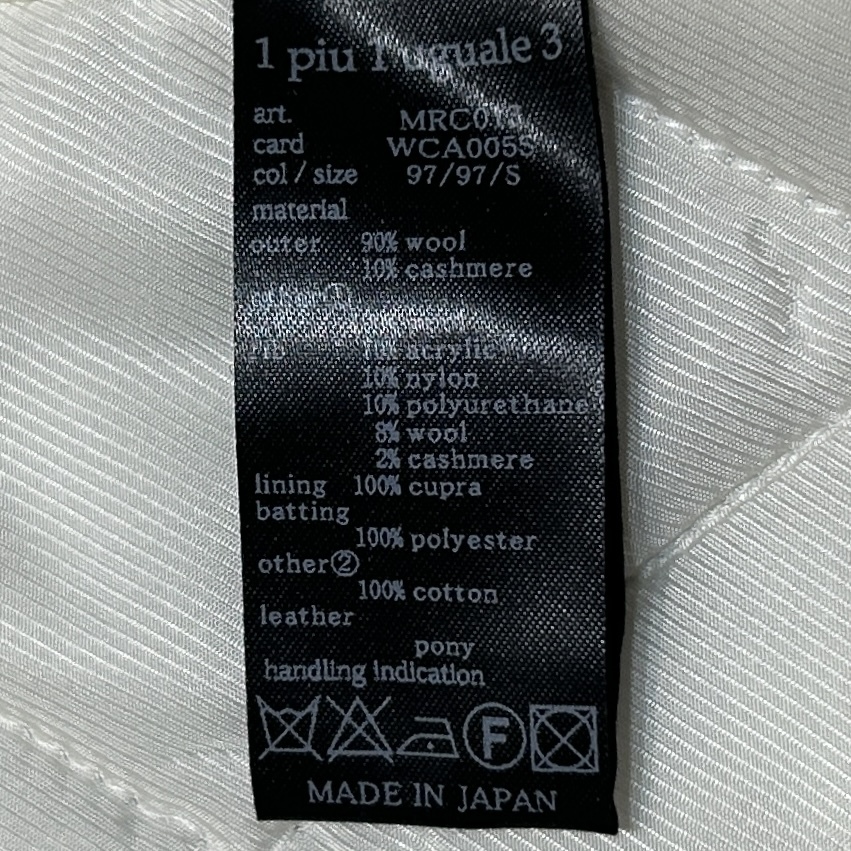 1 piu 1 uguale 3
art.
card WCA005S
col / size 97/97/S
material
outer 90% wool
10% cashmere
acrylic
10% nylon
10% polyurethane
8% wool
2% cashmere
lining 100% cupra
batting
100% polyester
other②
100% cotton
leather
pony
handling indication
F
MADE IN JAPAN